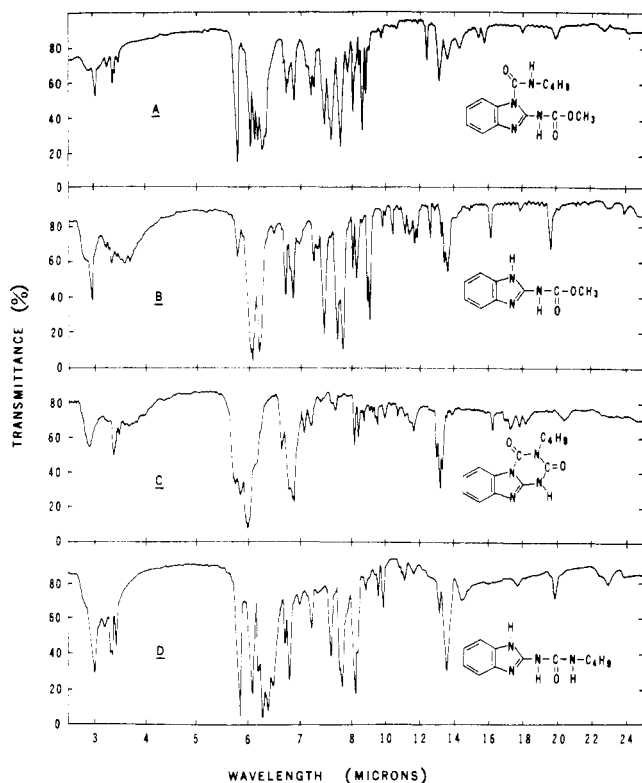 80
60
40
20
0
A
O
H
C—N—C4H9
N
N
N—C—OCH3
H
O
80
60
40
20
0
B
H
N
N
N—C—OCH3
H
O
80
60
40
20
0
C
C4H9
O
C—N
C
O
N
N
N
H
80
60
40
20
0
D
H
N
N
N—C—N—C4H9
H
O
H
TRANSMITTANCE (%)
3 4 5 6 7 8 10 12 14 16 18 20 22 24
WAVELENGTH (MICRONS)